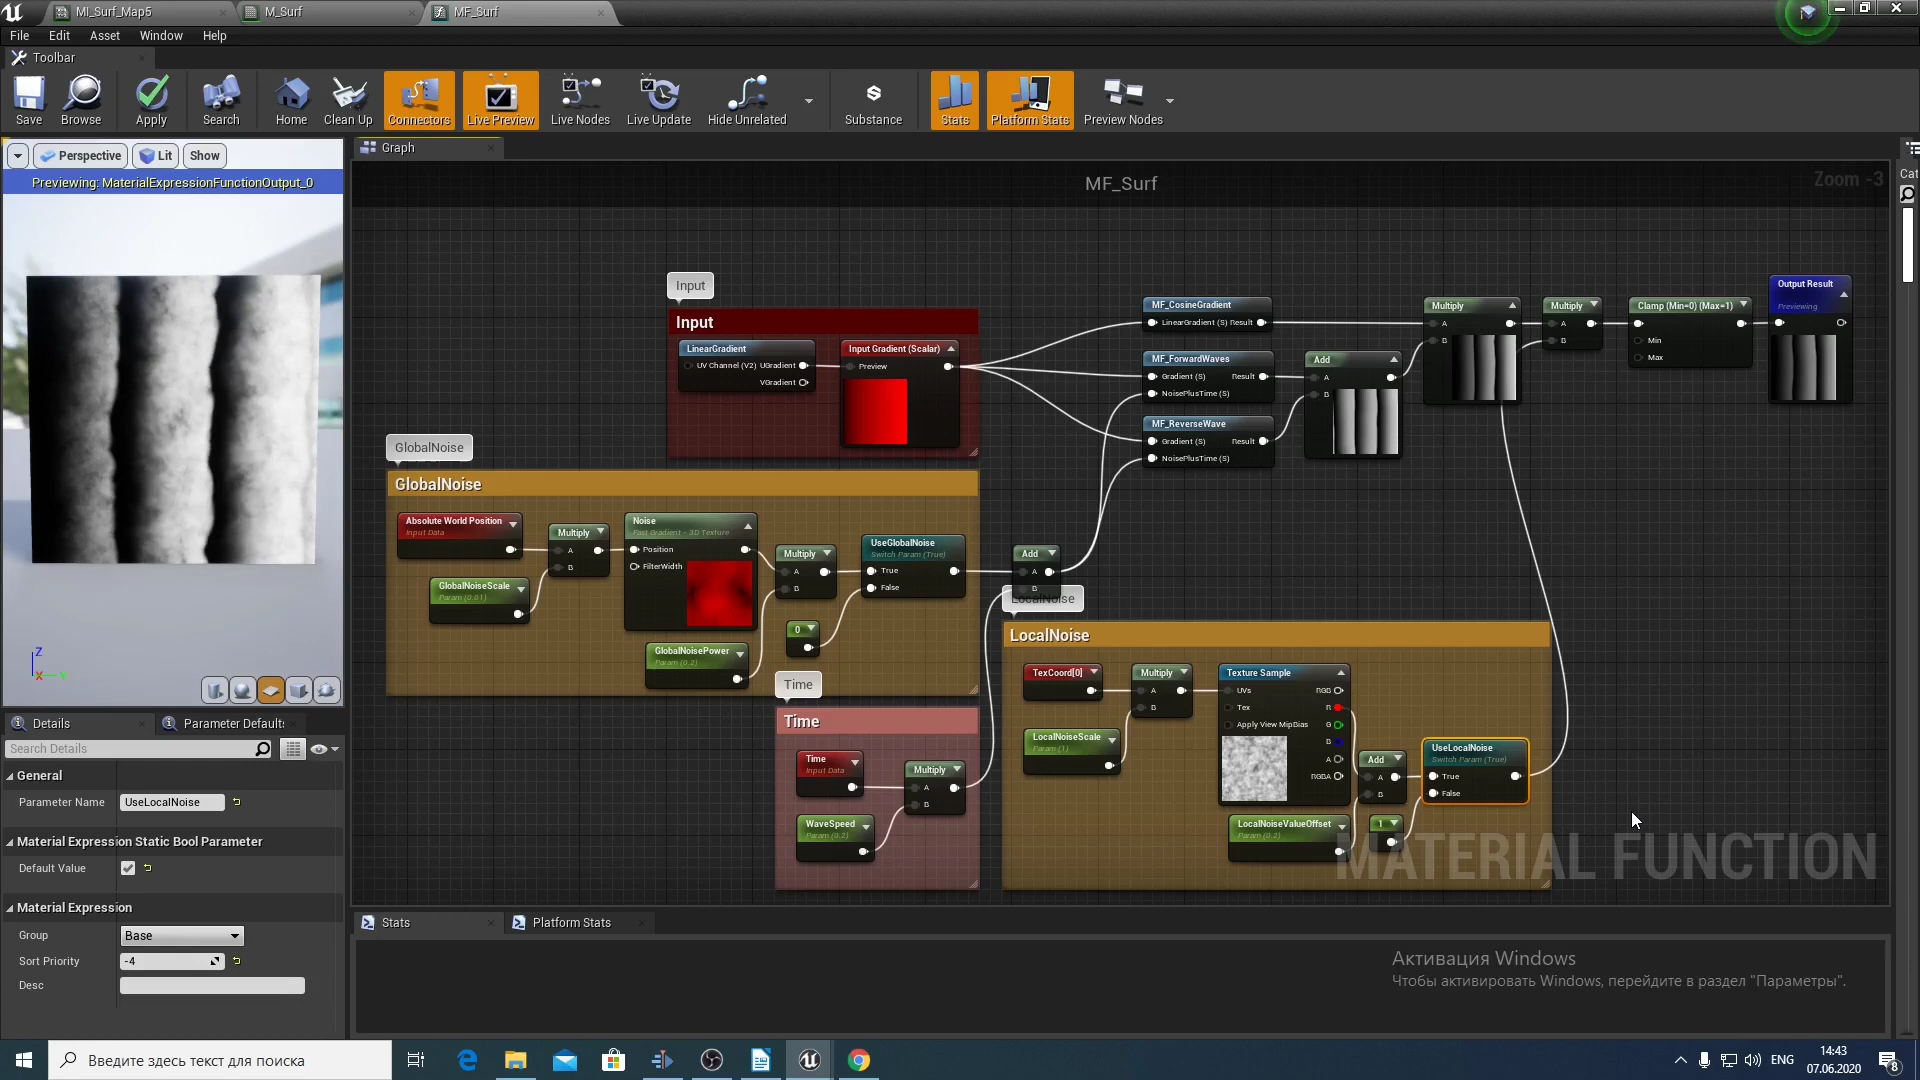 MI_Surf_Map5
M_Surf
MF_Surf
File Edit Asset Window Help
Toolbar
Save Browse Apply Search Home Clean Up Connectors Live Preview Live Nodes Live Update Hide Unrelated Substance Stats Platform Stats Preview Nodes
Perspective Lit Show
Previewing: MaterialExpressionFunctionOutput_0
Graph
MF_Surf
Zoom -3
Cat
Input
Input
LinearGradient
UV Channel (V2) UGradient
VGradient
Input Gradient (Scalar)
Preview
MF_CosineGradient
LinearGradient (S) Result
MF_ForwardWaves
Gradient (S) Result
NoisePlusTime (S)
MF_ReverseWave
Gradient (S) Result
NoisePlusTime (S)
Add
A
B
Multiply
A
B
Multiply
A
B
Clamp (Min=0) (Max=1)
Min
Max
Output Result
Previewing
GlobalNoise
GlobalNoise
Absolute World Position
Input Data
GlobalNoiseScale
Param (0.01)
Multiply
A
B
Noise
Fast Gradient - 3D Texture
Position
FilterWidth
GlobalNoisePower
Param (0.2)
Multiply
A
B
0
UseGlobalNoise
Switch Param (True)
True
False
Add
A
B
Time
Time
Time
Input Data
WaveSpeed
Param (0.2)
Multiply
A
B
LocalNoise
LocalNoise
TexCoord[0]
LocalNoiseScale
Param (1)
Multiply
A
B
Texture Sample
UVs RGB
Tex R
Apply View MipBias G
B
A
RGBA
LocalNoiseValueOffset
Param (0.2)
Add
A
B
1
UseLocalNoise
Switch Param (True)
True
False
MATERIAL FUNCTION
Z
X
Y
Details
Parameter Defaults
Search Details
General
Parameter Name UseLocalNoise
Material Expression Static Bool Parameter
Default Value
Material Expression
Group Base
Sort Priority -4
Desc
Stats
Platform Stats
Активация Windows
Чтобы активировать Windows, перейдите в раздел "Параметры".
Введите здесь текст для поиска
ENG
14:43
07.06.2020
8